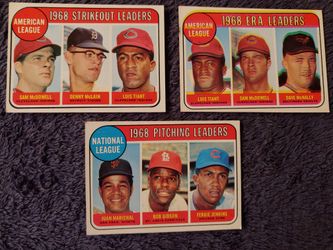 AMERICAN
LEAGUE
1968 STRIKEOUT LEADERS
SAM McDOWELL
DENNY McLAIN
LUIS TIANT
AMERICAN
LEAGUE
1968 ERA LEADERS
LUIS TIANT
SAM McDOWELL
DAVE McNALLY
NATIONAL
LEAGUE
1968 PITCHING LEADERS
JUAN MARICHAL
BOB GIBSON
FERGIE JENKINS